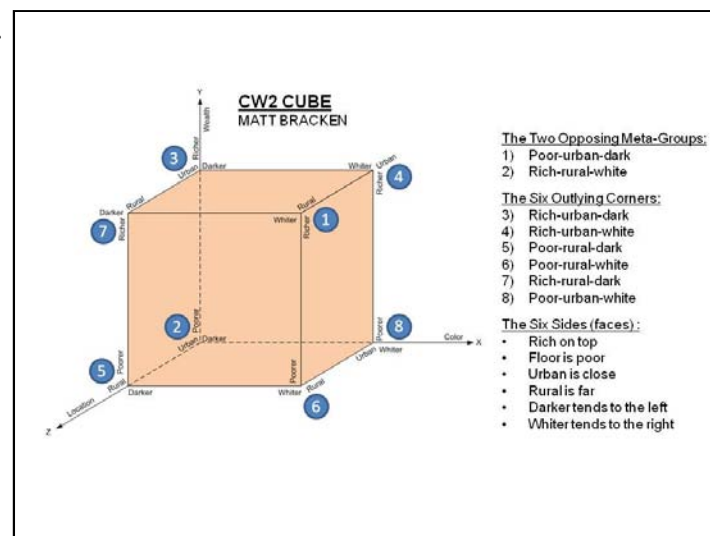 CW2 CUBE
MATT BRACKEN
Y
Wealth
Richer
3
Urban
Darker
Whiter
Urban
Richer
4
Rural
Darker
Richer
7
Rural
Whiter
Richer
1
2
Poorer
Urban
Darker
Poorer
8
Urban
Whiter
Color
X
5
Poorer
Rural
Darker
Location
Z
Poorer
Whiter
Rural
6
The Two Opposing Meta-Groups:
1) Poor-urban-dark
2) Rich-rural-white
The Six Outlying Corners:
3) Rich-urban-dark
4) Rich-urban-white
5) Poor-rural-dark
6) Poor-rural-white
7) Rich-rural-dark
8) Poor-urban-white
The Six Sides (faces) :
• Rich on top
• Floor is poor
• Urban is close
• Rural is far
• Darker tends to the left
• Whiter tends to the right